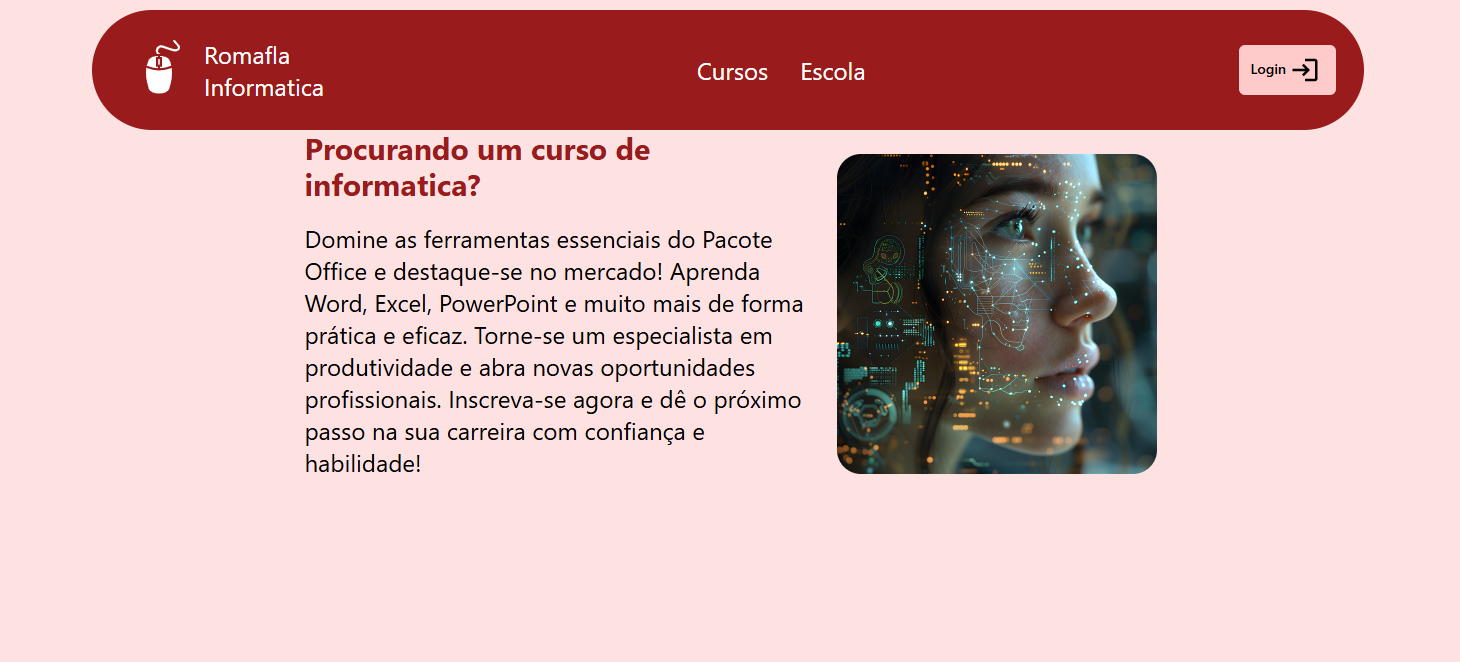 Romafla
Informatica
Cursos
Escola
Login
Procurando um curso de
informatica?
Domine as ferramentas essenciais do Pacote
Office e destaque-se no mercado! Aprenda
Word, Excel, PowerPoint e muito mais de forma
prática e eficaz. Torne-se um especialista em
produtividade e abra novas oportunidades
profissionais. Inscreva-se agora e dê o próximo
passo na sua carreira com confiança e
habilidade!